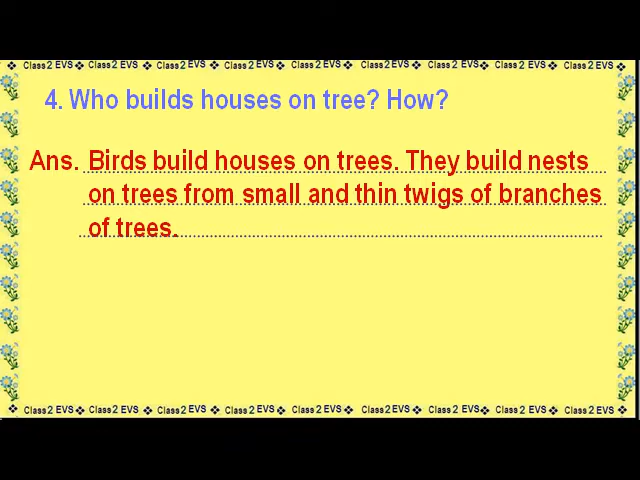 Class 2 EVS Class 2 EVS Class 2 EVS Class 2 EVS Class 2 EVS Class 2 EVS Class 2 EVS Class 2 EVS Class 2 EVS
4. Who builds houses on tree? How?
Ans. Birds build houses on trees. They build nests
on trees from small and thin twigs of branches
of trees.
Class 2 EVS Class 2 EVS Class 2 EVS Class 2 EVS Class 2 EVS Class 2 EVS Class 2 EVS Class 2 EVS Class 2 EVS